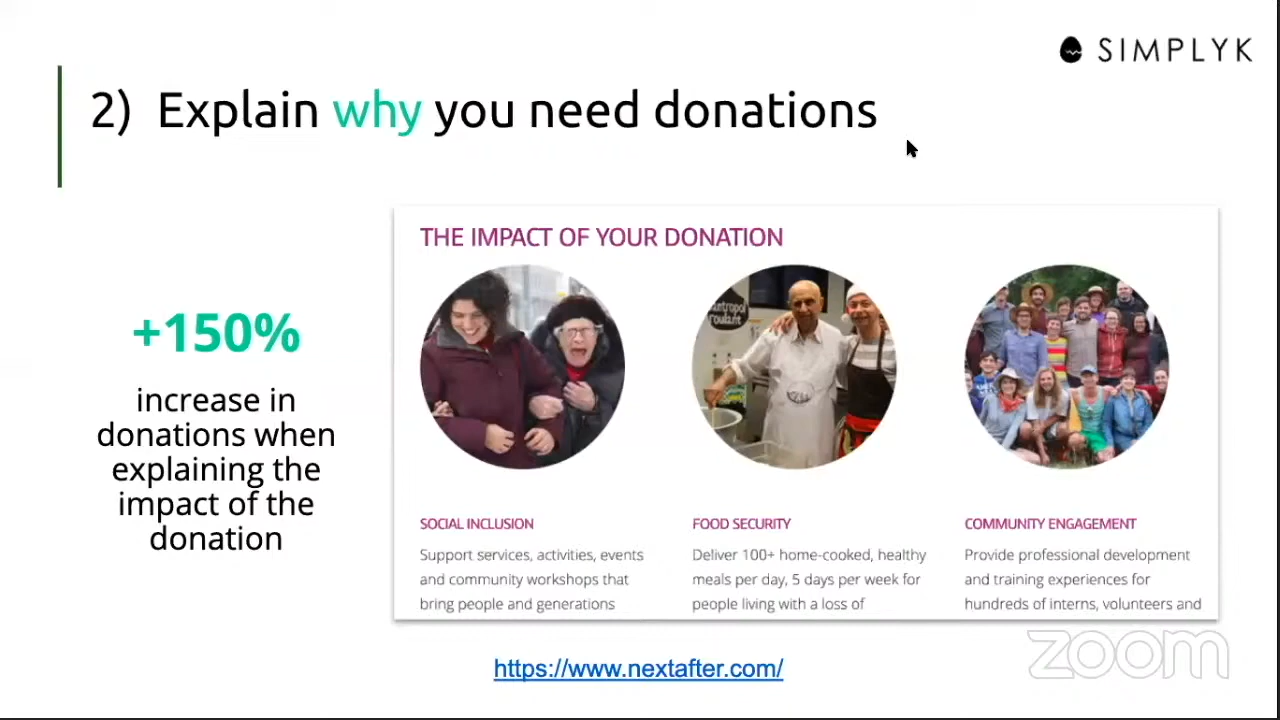 SIMPLYK
2) Explain why you need donations
+150%
increase in
donations when
explaining the
impact of the
donation
THE IMPACT OF YOUR DONATION
SOCIAL INCLUSION
Support services, activities, events
and community workshops that
bring people and generations
FOOD SECURITY
Deliver 100+ home-cooked, healthy
meals per day, 5 days per week for
people living with a loss of
COMMUNITY ENGAGEMENT
Provide professional development
and training experiences for
hundreds of interns, volunteers and
https://www.nextafter.com/
zoom